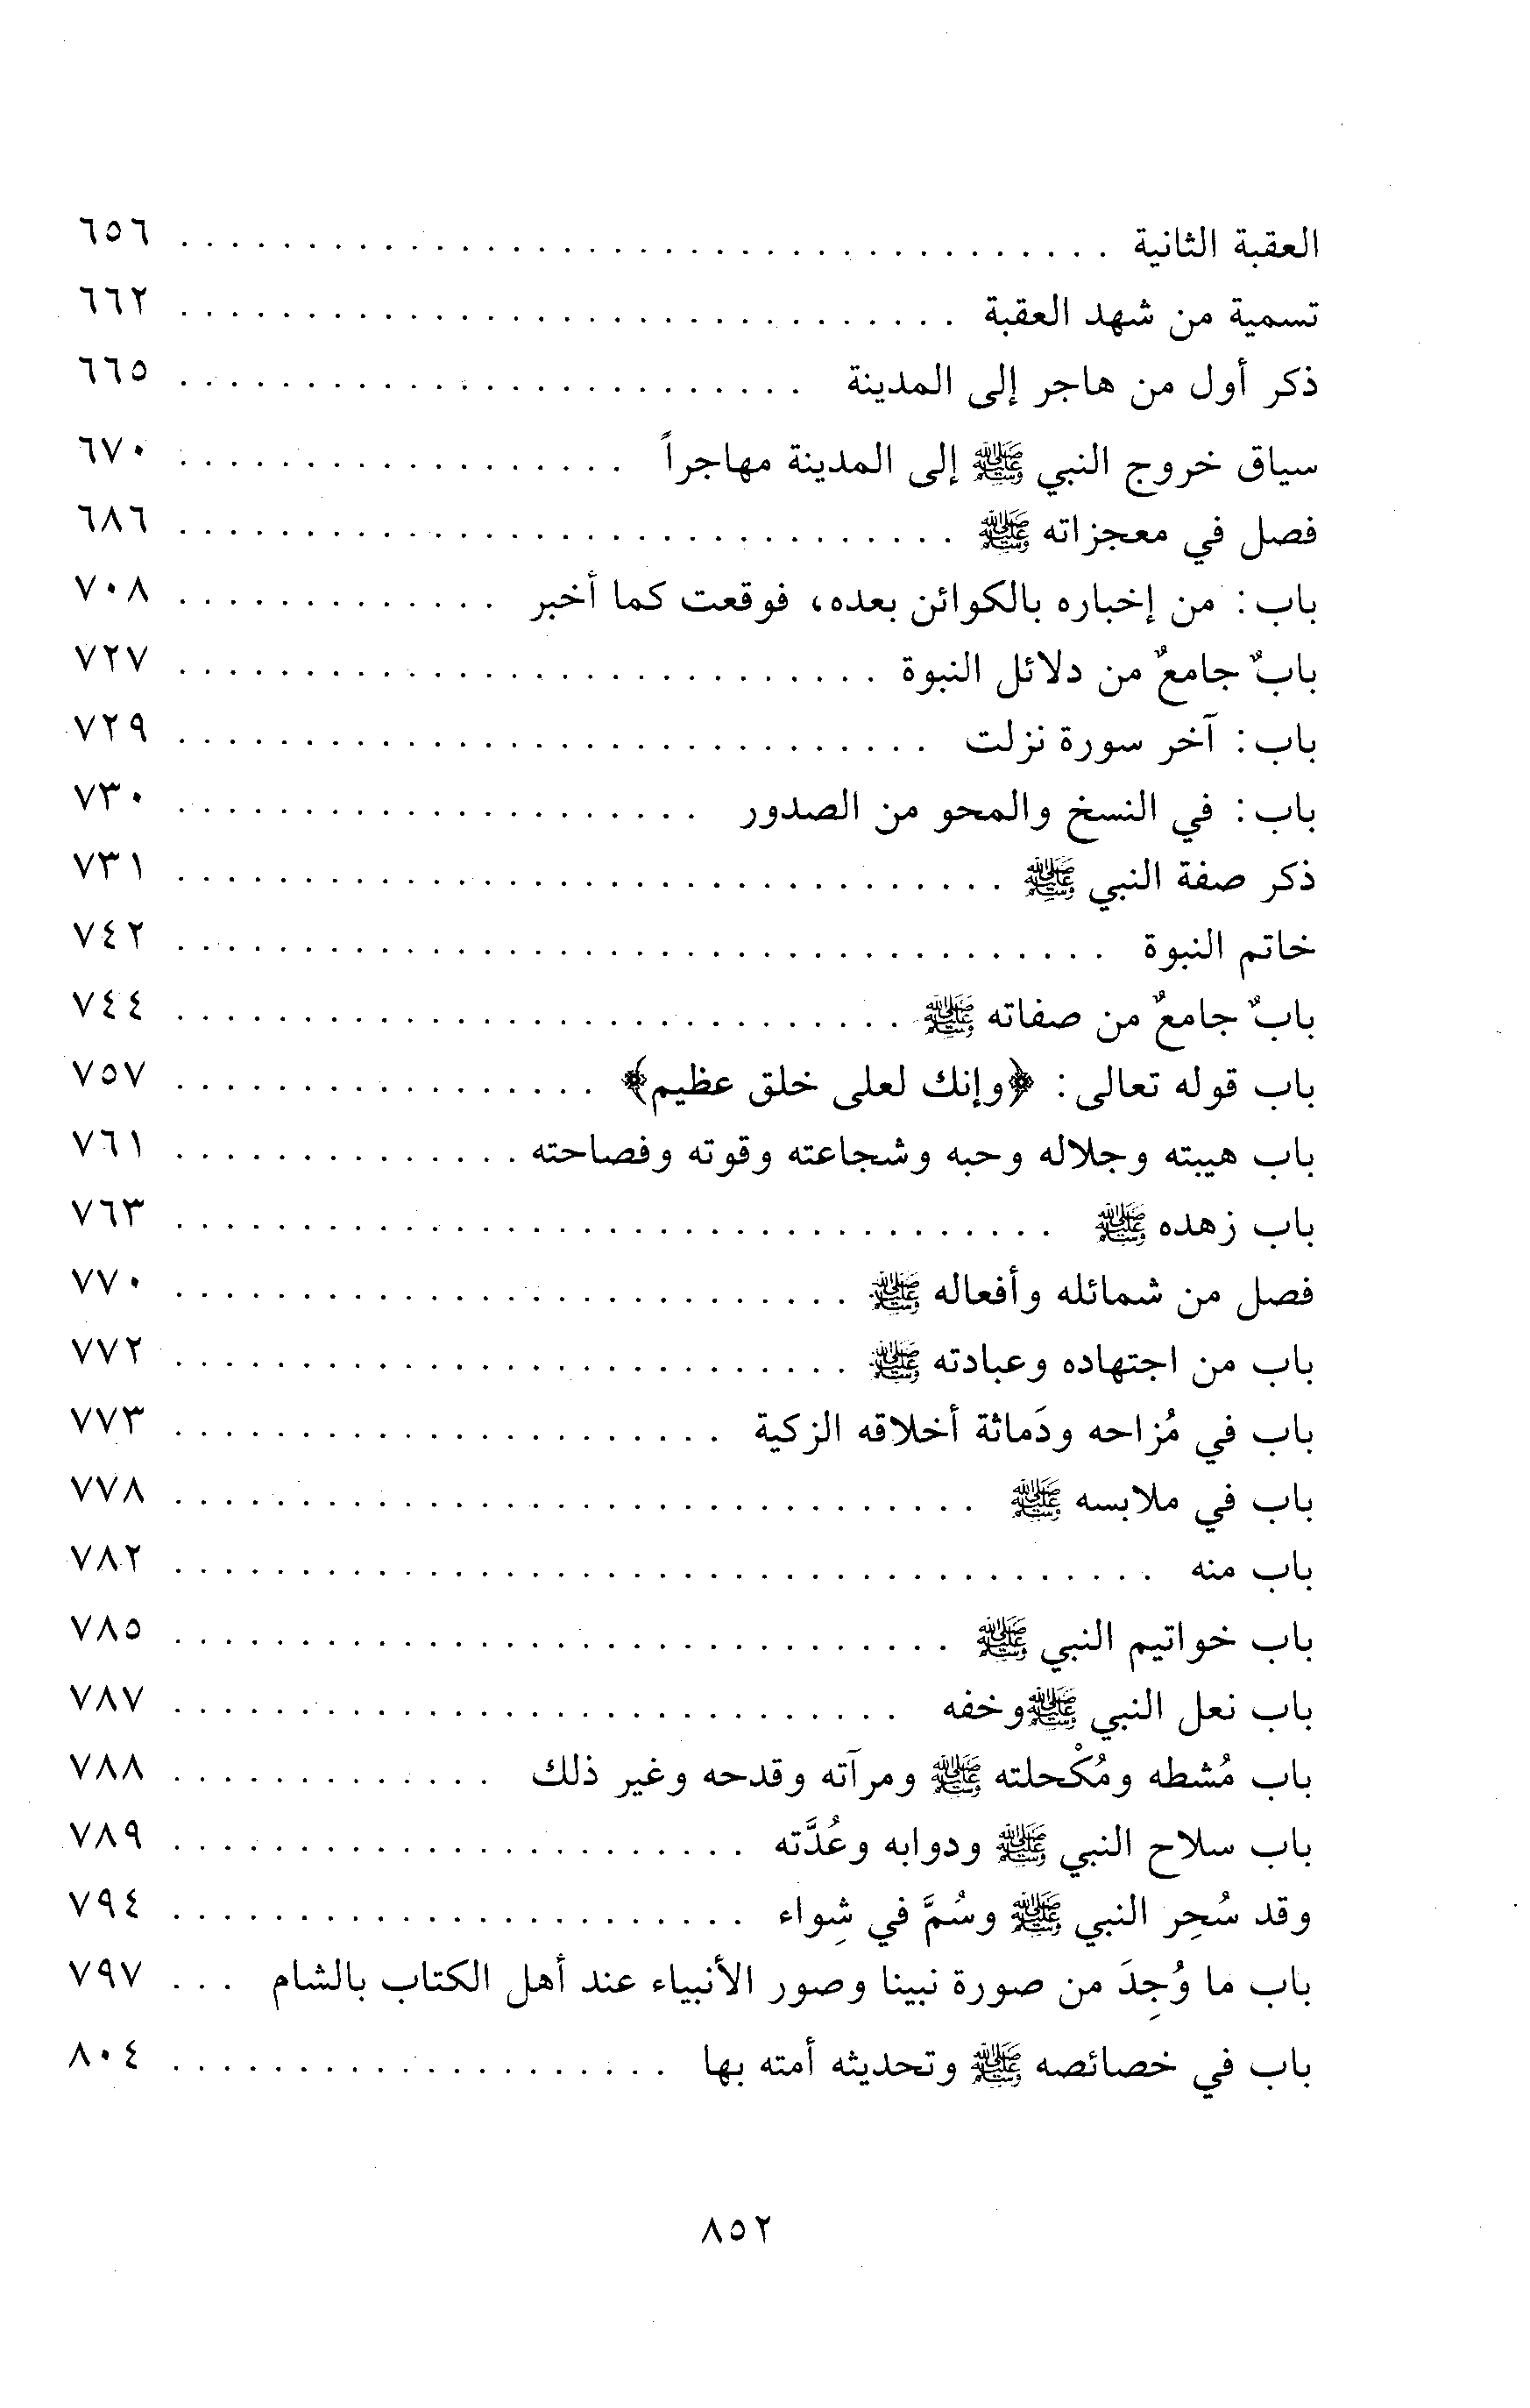 العقبة الثانية . . . . . . . . . . . . . . . . . . . . ٦٥٦
تسمية من شهد العقبة . . . . . . . . . . . . . . . . . . . . ٦٦٢
ذكر أول من هاجر إلى المدينة . . . . . . . . . . . . . . . . . . . . ٦٦٥
سياق خروج النبي ﷺ إلى المدينة مهاجراً . . . . . . . . . . . . . . . . . . ٦٧٠
فصل في معجزاته ﷺ . . . . . . . . . . . . . . . . . . . . ٦٨٦
باب: من إخباره بالكوائن بعده، فوقعت كما أخبر . . . . . . . . . . . . . ٧٠٨
بابٌ جامعٌ من دلائل النبوة . . . . . . . . . . . . . . . . . . . . ٧٢٧
باب: آخر سورة نزلت . . . . . . . . . . . . . . . . . . . . ٧٢٩
باب: في النسخ والمحو من الصدور . . . . . . . . . . . . . . . . . . . . ٧٣٠
ذكر صفة النبي ﷺ . . . . . . . . . . . . . . . . . . . . ٧٣١
خاتم النبوة . . . . . . . . . . . . . . . . . . . . ٧٤٢
بابٌ جامعٌ من صفاته ﷺ . . . . . . . . . . . . . . . . . . . . ٧٤٤
باب قوله تعالى: ﴿وإنك لعلى خلق عظيم﴾ . . . . . . . . . . . . . . . . . ٧٥٧
باب هيبته وجلاله وحبه وشجاعته وقوته وفصاحته . . . . . . . . . . . . . . ٧٦١
باب زهده ﷺ . . . . . . . . . . . . . . . . . . . . ٧٦٣
فصل من شمائله وأفعاله ﷺ . . . . . . . . . . . . . . . . . . . . ٧٧٠
باب من اجتهاده وعبادته ﷺ . . . . . . . . . . . . . . . . . . . . ٧٧٢
باب في مُزاحه ودَماثة أخلاقه الزكية . . . . . . . . . . . . . . . . . . . . ٧٧٣
باب في ملابسه ﷺ . . . . . . . . . . . . . . . . . . . . ٧٧٨
باب منه . . . . . . . . . . . . . . . . . . . . ٧٨٢
باب خواتيم النبي ﷺ . . . . . . . . . . . . . . . . . . . . ٧٨٥
باب نعل النبي ﷺوخفه . . . . . . . . . . . . . . . . . . . . ٧٨٧
باب مُشطه ومُكْحلته ﷺ ومرآته وقدحه وغير ذلك . . . . . . . . . . . . . ٧٨٨
باب سلاح النبي ﷺ ودوابه وعُدَّته . . . . . . . . . . . . . . . . . . . . ٧٨٩
وقد سُحِر النبي ﷺ وسُمَّ في شِواء . . . . . . . . . . . . . . . . . . . . ٧٩٤
باب ما وُجِدَ من صورة نبينا وصور الأنبياء عند أهل الكتاب بالشام . . . ٧٩٧
باب في خصائصه ﷺ وتحديثه أمته بها . . . . . . . . . . . . . . . . . . . . ٨٠٤
٨٥٢